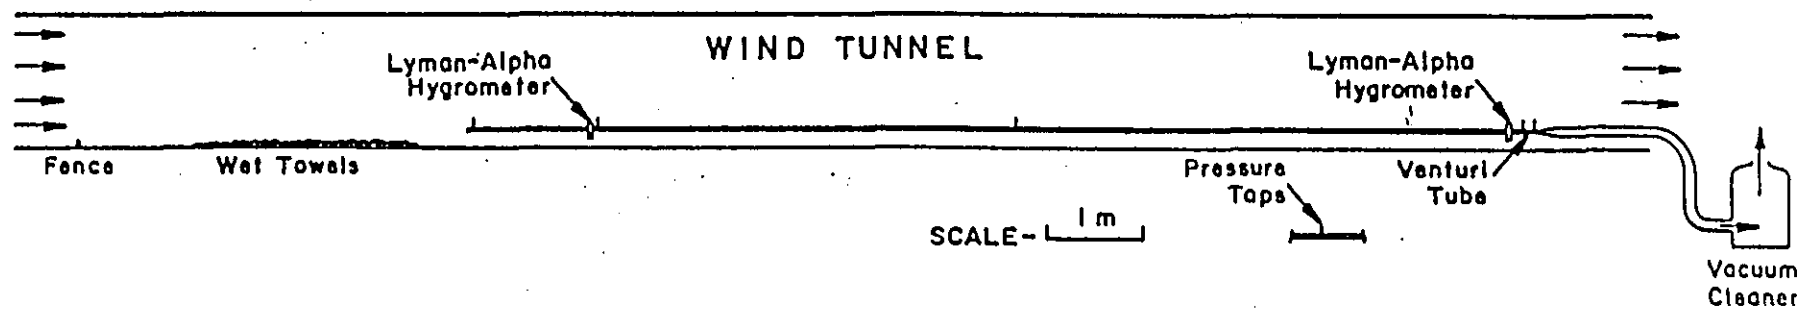 WIND TUNNEL
Lyman-Alpha
Hygrometer
Lyman-Alpha
Hygrometer
Fence
Wet Towels
Pressure
Taps
Venturi
Tube
SCALE-
1 m
Vacuum
Cleaner